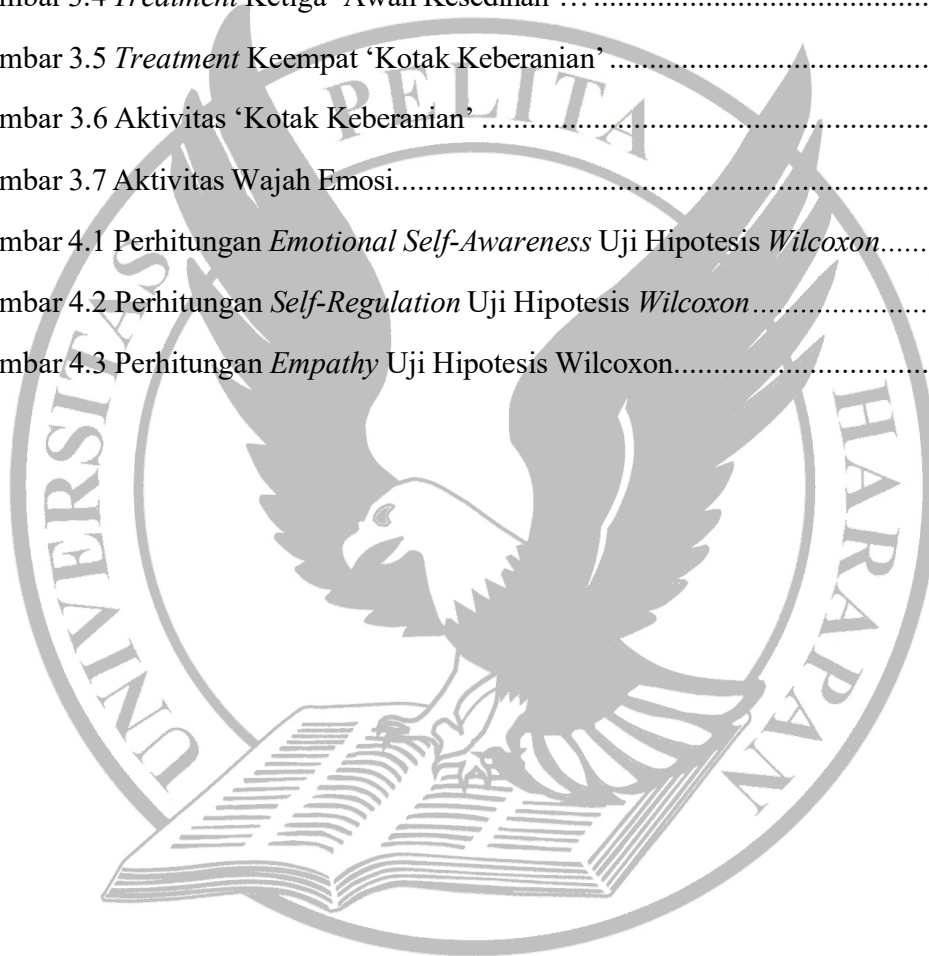 mbar 3.4 Treatment Ketiga ‘Awan Kesedihan’ …..........................................
mbar 3.5 Treatment Keempat ‘Kotak Keberanian’ ........................................
mbar 3.6 Aktivitas ‘Kotak Keberanian’ .......................................................
mbar 3.7 Aktivitas Wajah Emosi..................................................................
mbar 4.1 Perhitungan Emotional Self-Awareness Uji Hipotesis Wilcoxon......
mbar 4.2 Perhitungan Self-Regulation Uji Hipotesis Wilcoxon......................
mbar 4.3 Perhitungan Empathy Uji Hipotesis Wilcoxon................................
UNIVERSITAS PELITA HARAPAN